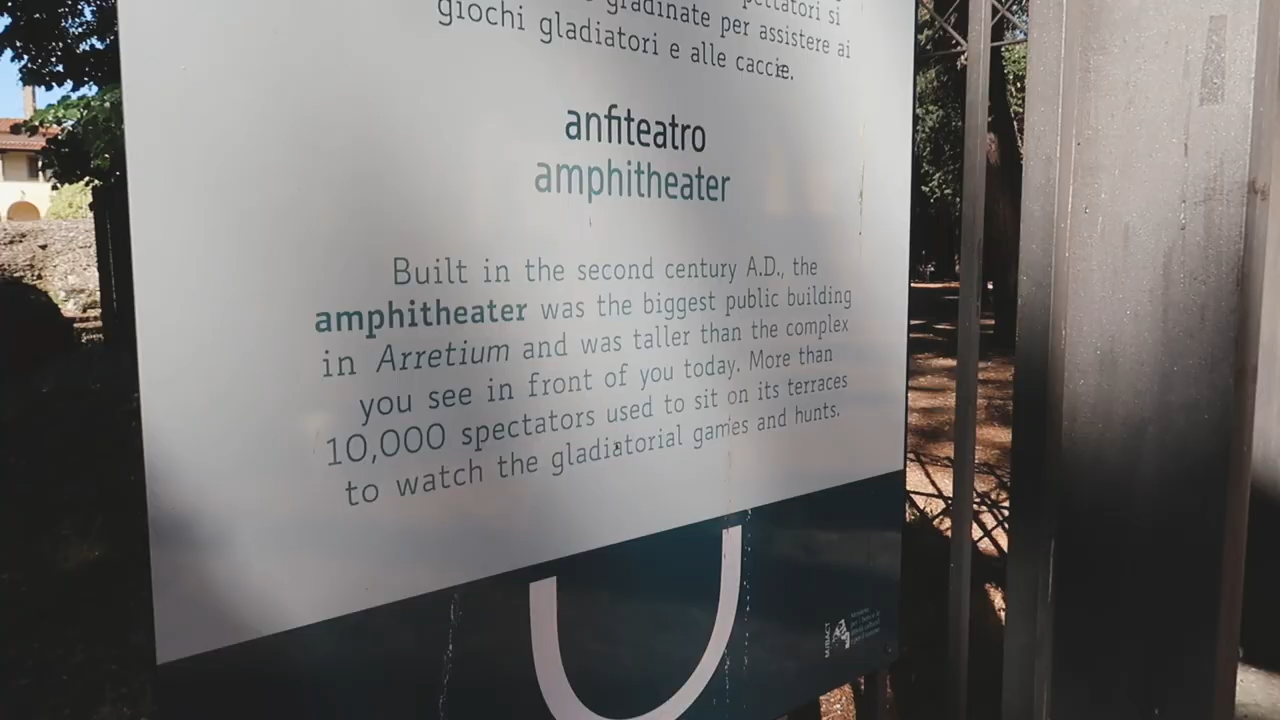 gradinate per assistere ai
giochi gladiatori e alle caccie.
anfiteatro
amphitheater
Built in the second century A.D., the
amphitheater was the biggest public building
in Arretium and was taller than the complex
you see in front of you today. More than
10,000 spectators used to sit on its terraces
to watch the gladiatorial games and hunts.
MiBACT